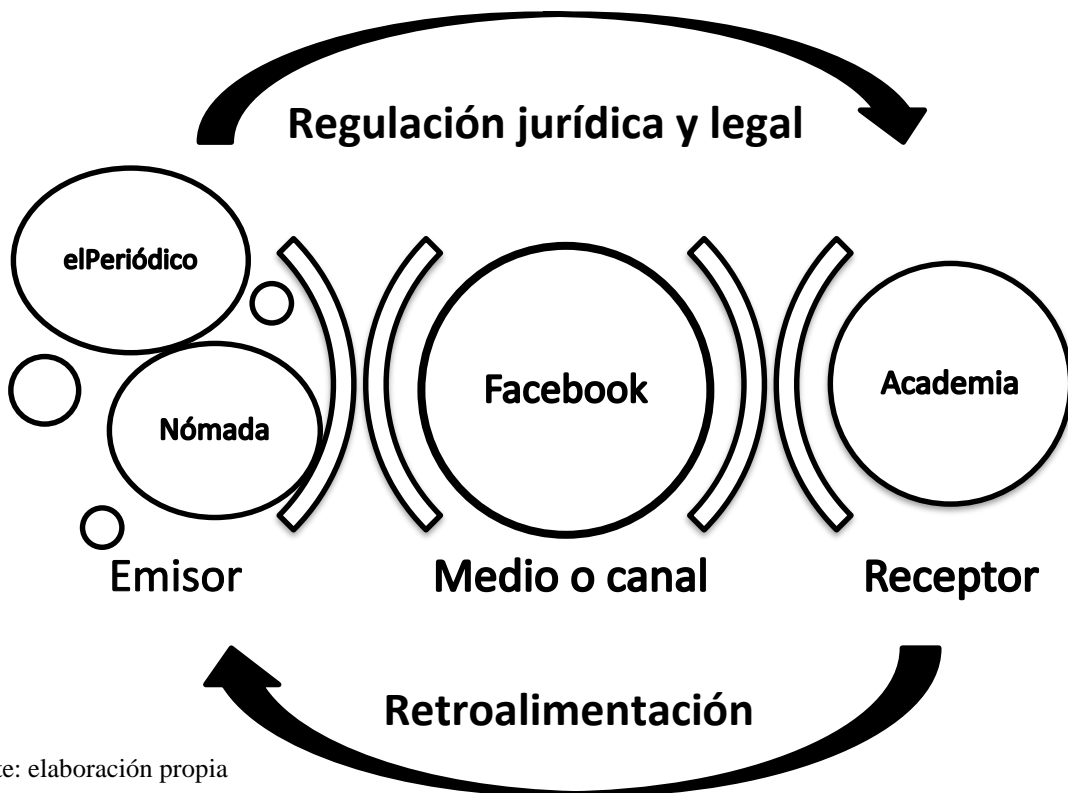 Regulación jurídica y legal
elPeriódico
Nómada
Facebook
Academia
Emisor
Medio o canal
Receptor
Retroalimentación
te: elaboración propia